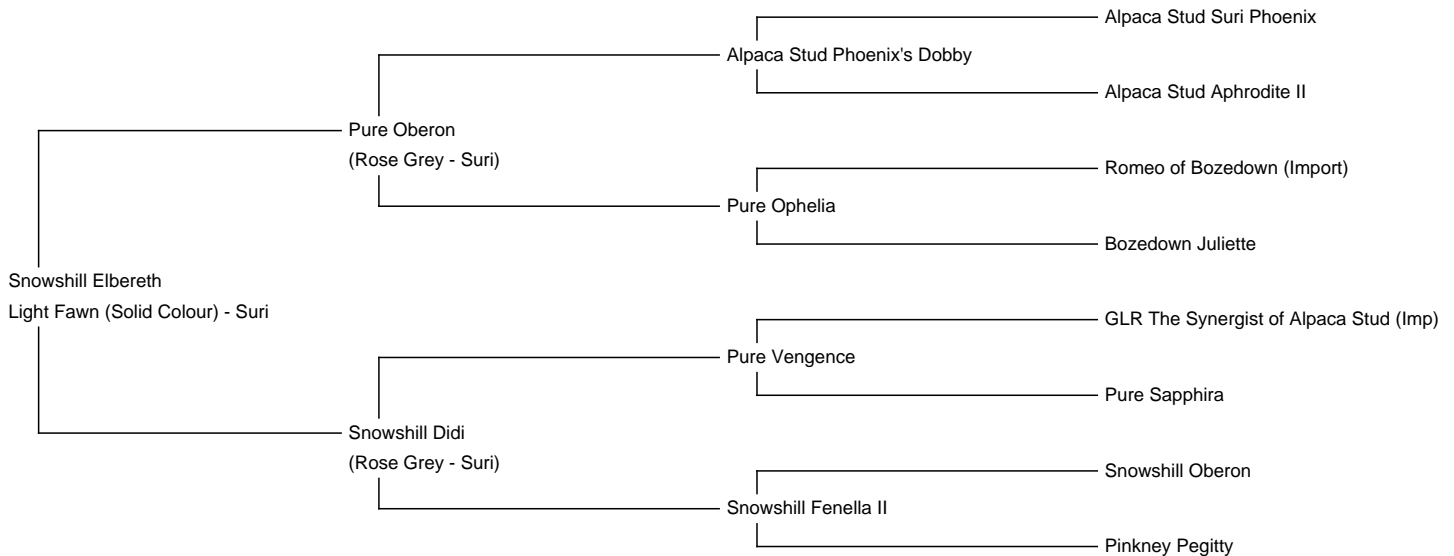 Alpaca Stud Suri Phoenix
Alpaca Stud Phoenix's Dobby
Alpaca Stud Aphrodite II
Pure Oberon
(Rose Grey - Suri)
Romeo of Bozedown (Import)
Pure Ophelia
Bozedown Juliette
Snowshill Elbereth
Light Fawn (Solid Colour) - Suri
GLR The Synergist of Alpaca Stud (Imp)
Pure Vengence
Pure Sapphira
Snowshill Didi
(Rose Grey - Suri)
Snowshill Oberon
Snowshill Fenella II
Pinkney Pegitty